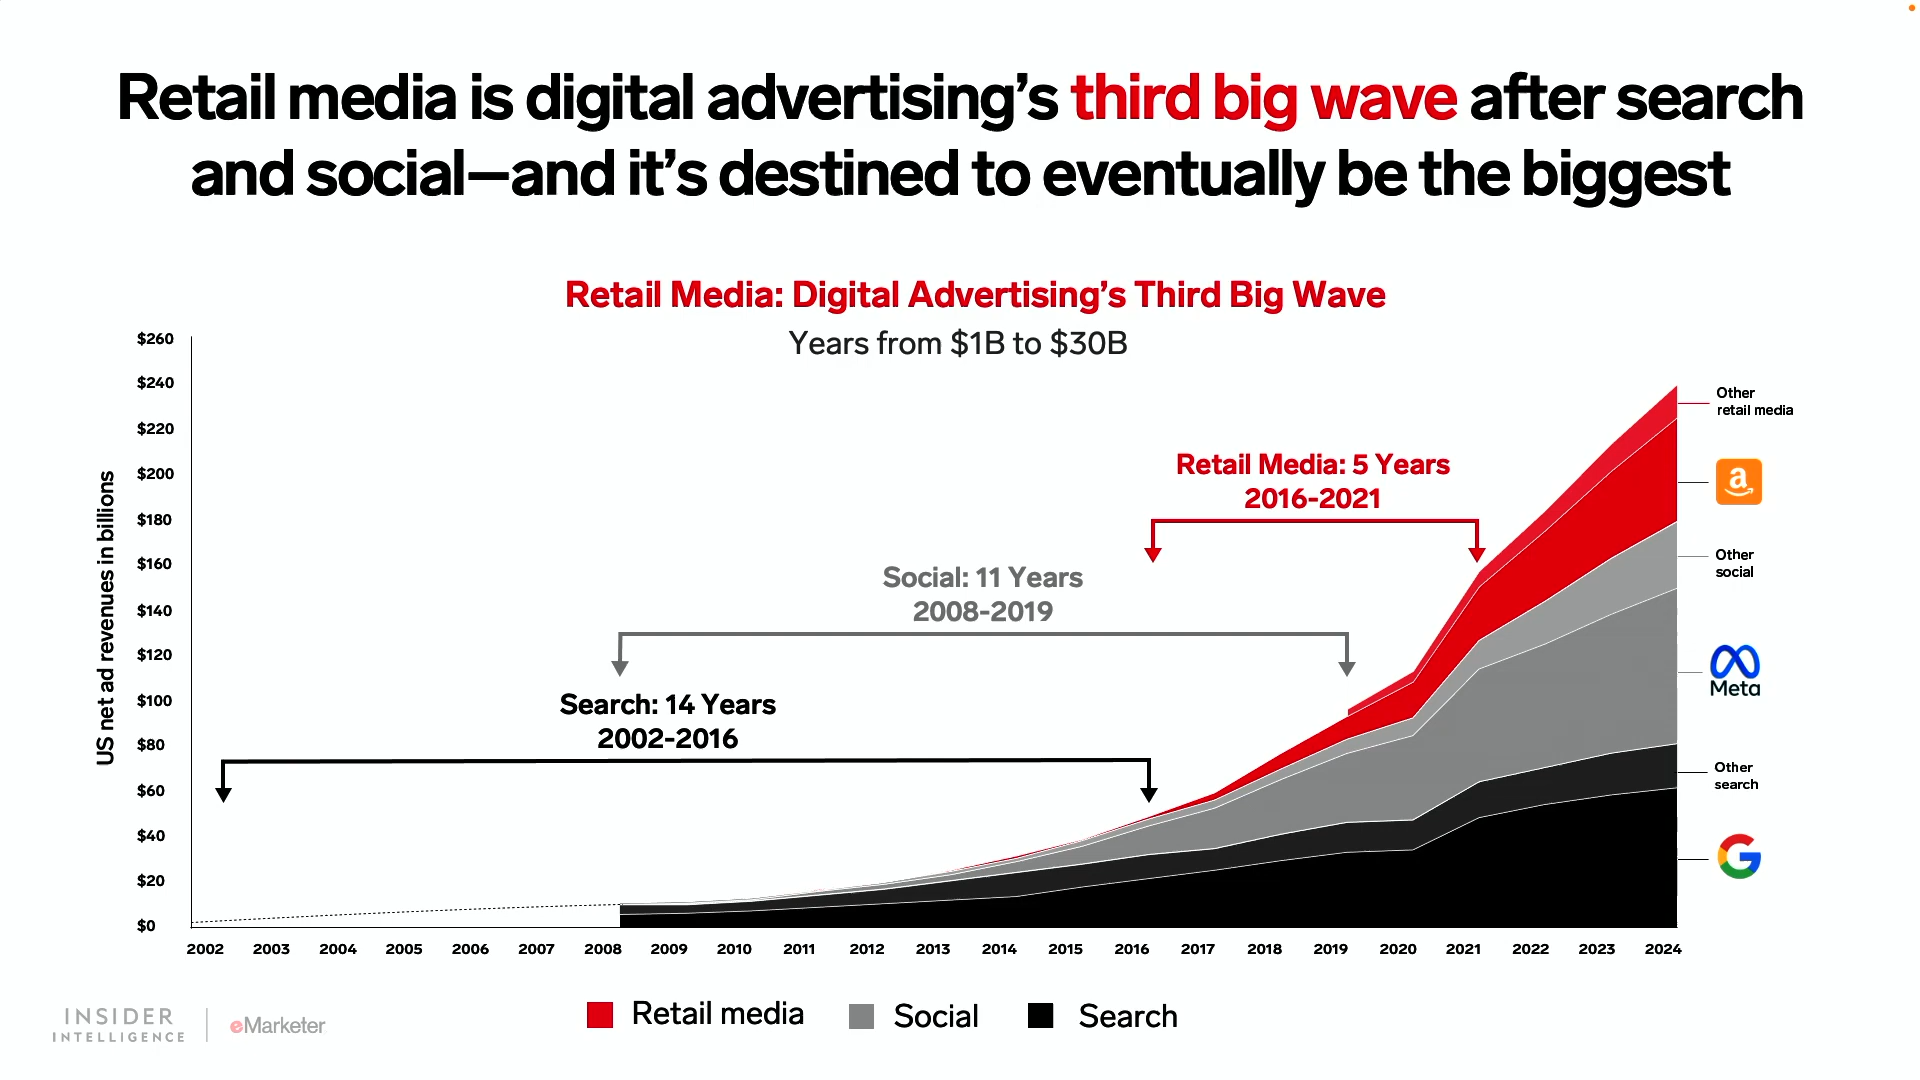 Retail media is digital advertising’s third big wave after search
and social—and it’s destined to eventually be the biggest
Retail Media: Digital Advertising’s Third Big Wave
Years from $1B to $30B
US net ad revenues in billions
$260
$240
$220
$200
$180
$160
$140
$120
$100
$80
$60
$40
$20
$0
Retail Media: 5 Years
2016-2021
Social: 11 Years
2008-2019
Search: 14 Years
2002-2016
Other
retail media
a
Other
social
Meta
Other
search
G
2002 2003 2004 2005 2006 2007 2008 2009 2010 2011 2012 2013 2014 2015 2016 2017 2018 2019 2020 2021 2022 2023 2024
Retail media Social Search
INSIDER
INTELLIGENCE
eMarketer